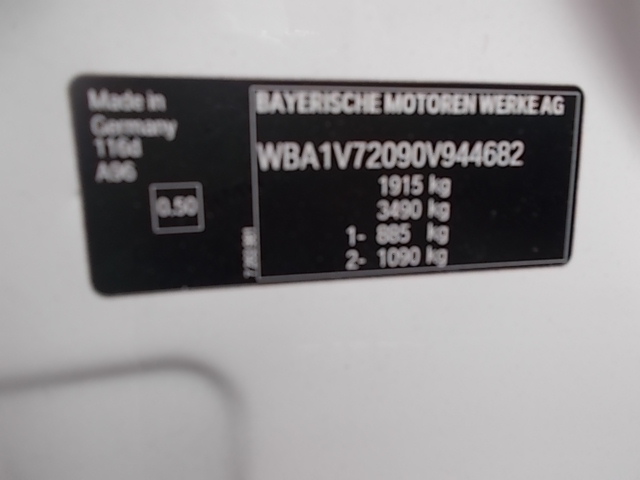 Made in
Germany
116d
A96
0.50
BAYERISCHE MOTOREN WERKE AG
WBA1V72090V944682
1915 kg
3490 kg
1- 885 kg
2- 1090 kg